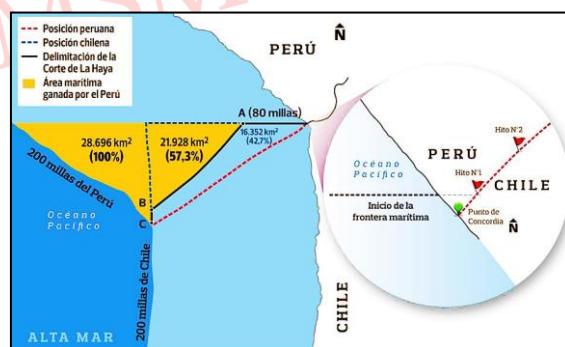 Posición peruana
Posición chilena
Delimitación de la
Corte de La Haya
Área marítima
ganada por el Perú
PERÚ
N
A (80 millas)
28.696 km²
(100%)
21.928 km²
(57,3%)
16.352 km²
(42,7%)
200 millas del Perú
B
C
Océano
Pacífico
200 millas de Chile
ALTA MAR
N
CHILE
Hito N°2
Océano
Pacífico
PERÚ
Hito N°1
CHILE
Inicio de la
frontera marítima
Punto de
Concordia
N